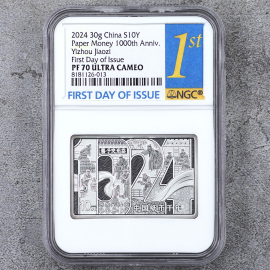 2024 30g China S10Y
Paper Money 1000th Anniv.
Yizhou Jiaozi
First Day of Issue
PF 70 ULTRA CAMEO
8181126-013
1st
FIRST DAY OF ISSUE
NGC
1024